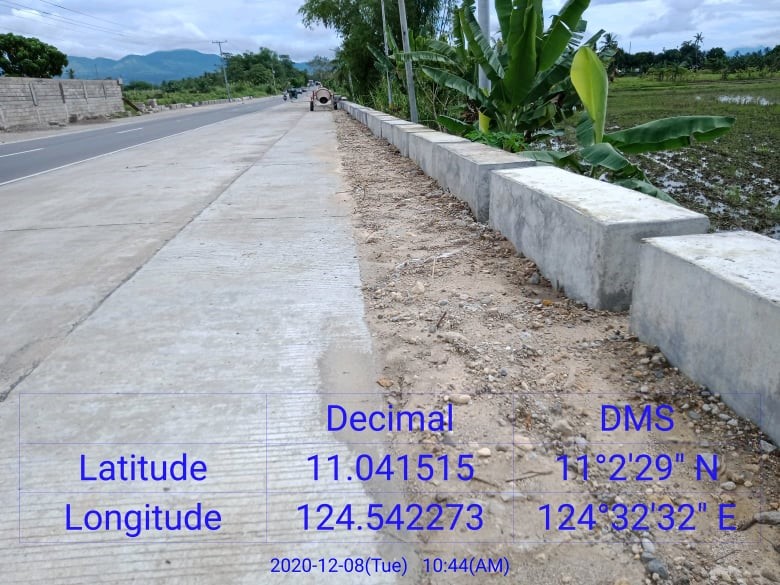 Decimal DMS
Latitude 11.041515 11°2'29" N
Longitude 124.542273 124°32'32" E
2020-12-08(Tue) 10:44(AM)